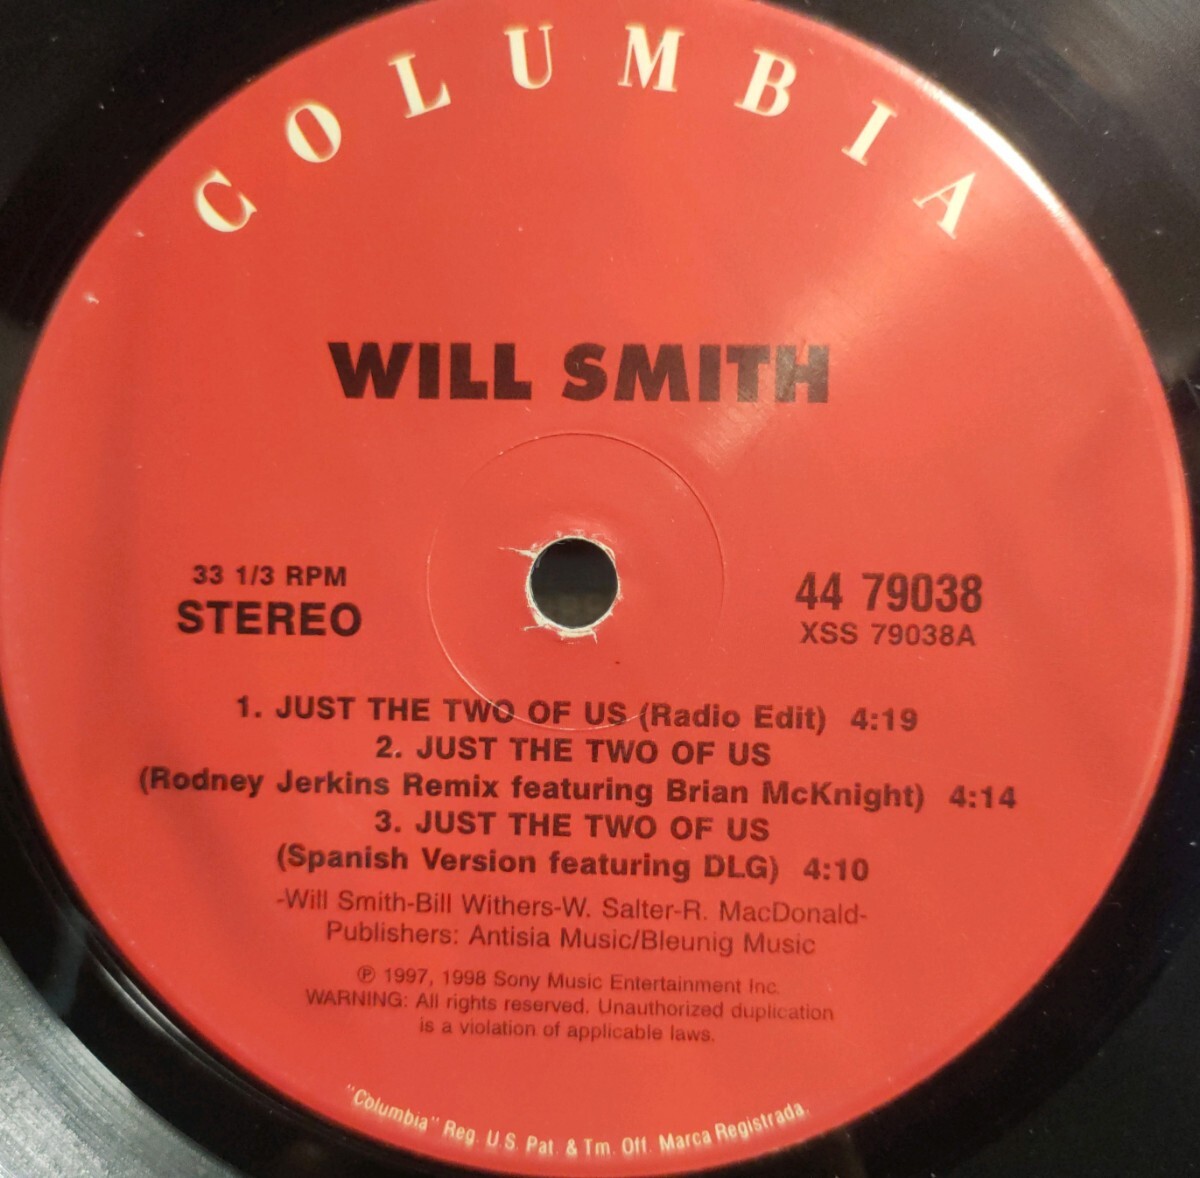 COLUMBIA
WILL SMITH
33 1/3 RPM
STEREO
44 79038
XSS 79038A
1. JUST THE TWO OF US (Radio Edit) 4:19
2. JUST THE TWO OF US
(Rodney Jerkins Remix featuring Brian McKnight) 4:14
3. JUST THE TWO OF US
(Spanish Version featuring DLG) 4:10
-Will Smith-Bill Withers-W. Salter-R. MacDonald-
Publishers: Antisia Music/Bleunig Music
℗ 1997, 1998 Sony Music Entertainment Inc.
WARNING: All rights reserved. Unauthorized duplication
is a violation of applicable laws.
"Columbia" Reg. U.S. Pat. & Tm. Off. Marca Registrada.